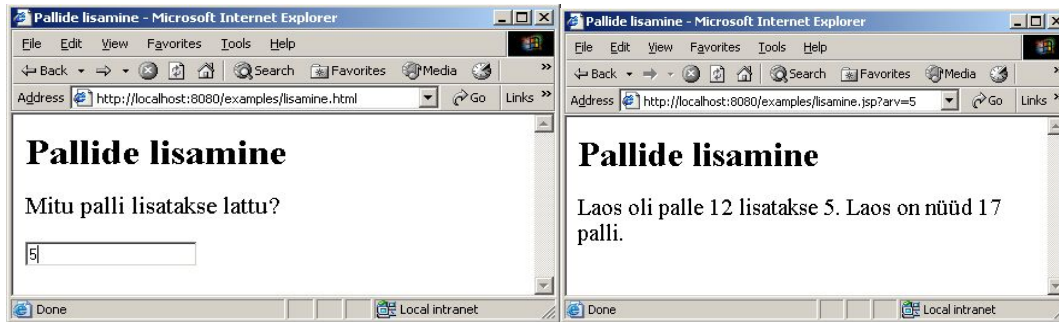 Pallide lisamine - Microsoft Internet Explorer
File Edit View Favorites Tools Help
Back Search Favorites Media »
Address http://localhost:8080/examples/lisamine.html Go Links »
Pallide lisamine
Mitu palli lisatakse lattu?
5
Done Local intranet
Pallide lisamine - Microsoft Internet Explorer
File Edit View Favorites Tools Help
Back Search Favorites Media »
Address http://localhost:8080/examples/lisamine.jsp?arv=5 Go Links »
Pallide lisamine
Laos oli palle 12 lisatakse 5. Laos on nüüd 17
palli.
Done Local intranet